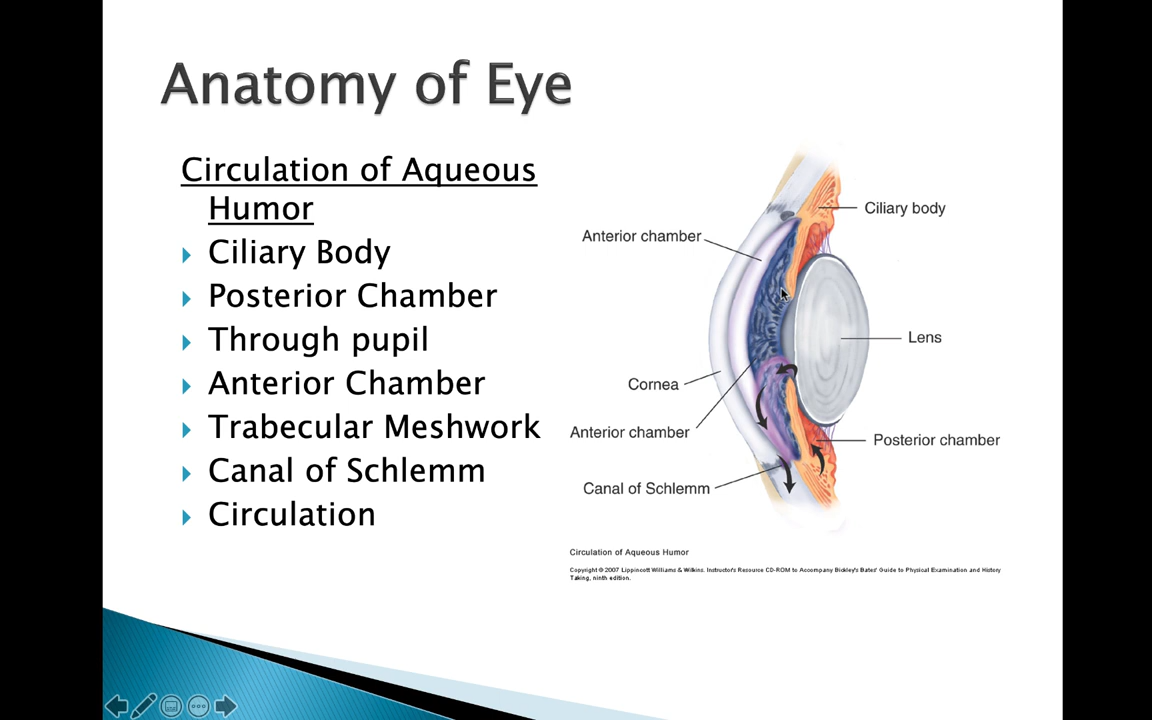 Anatomy of Eye
Circulation of Aqueous
Humor
Ciliary Body
Posterior Chamber
Through pupil
Anterior Chamber
Trabecular Meshwork
Canal of Schlemm
Circulation
Ciliary body
Anterior chamber
Lens
Cornea
Anterior chamber
Posterior chamber
Canal of Schlemm
Circulation of Aqueous Humor
Copyright © 2007 Lippincott Williams & Wilkins. Instructor's Resource CD-ROM to Accompany Bickley's Bates' Guide to Physical Examination and History
Taking, ninth edition.